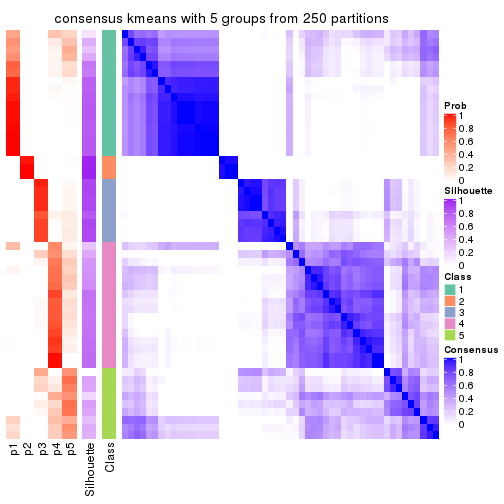 consensus kmeans with 5 groups from 250 partitions
Prob
1
0.8
0.6
0.4
0.2
0
Silhouette
1
0.8
0.6
0.4
0.2
0
Class
1
2
3
4
5
Consensus
1
0.8
0.6
0.4
0.2
0
p1
p2
p3
p4
p5
Silhouette
Class